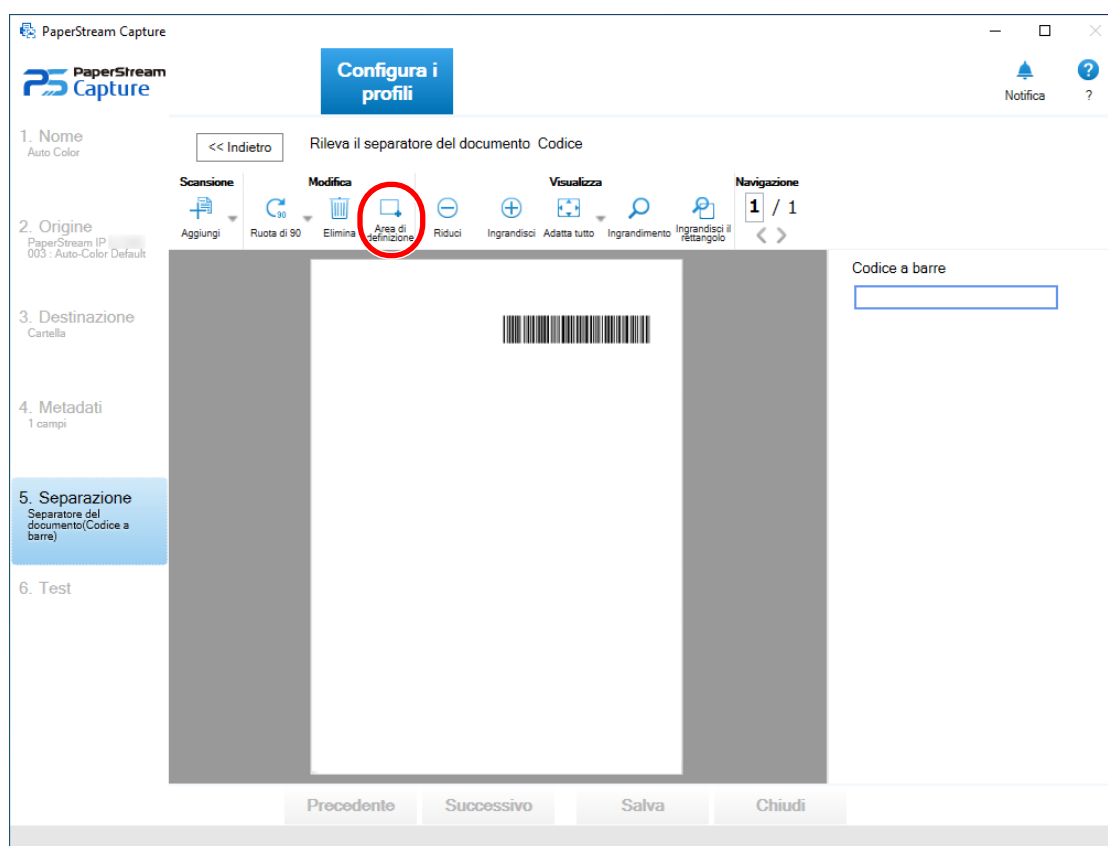 PaperStream Capture
PaperStream
Capture
Configura i
profili
Notifica
?
1. Nome
Auto Color
<< Indietro
Rileva il separatore del documento Codice
Scansione
Modifica
Visualizza
Navigazione
90
1 / 1
Aggiungi
Ruota di 90
Elimina
Area di
definizione
Riduci
Ingrandisci
Adatta tutto
Ingrandimento
Ingrandisci il
rettangolo
2. Origine
PaperStream IP
003 : Auto-Color Default
Codice a barre
3. Destinazione
Cartella
4. Metadati
1 campi
5. Separazione
Separatore del
documento(Codice a
barre)
6. Test
Precedente
Successivo
Salva
Chiudi